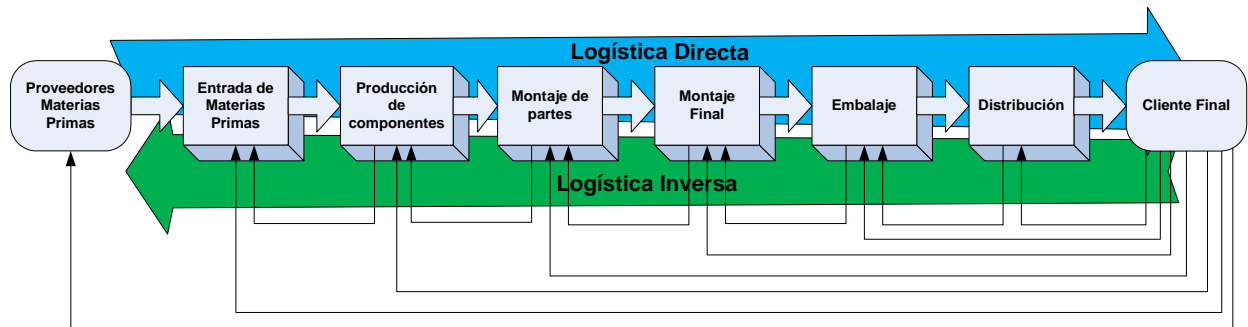 Logística Directa
Proveedores
Materias
Primas
Entrada de
Materias
Primas
Producción
de
componentes
Montaje de
partes
Montaje
Final
Embalaje
Distribución
Cliente Final
Logística Inversa